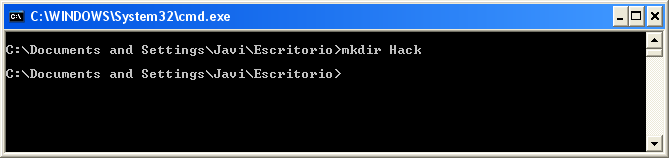 C:\WINDOWS\System32\cmd.exe
C:\Documents and Settings\Javi\Escritorio>mkdir Hack
C:\Documents and Settings\Javi\Escritorio>